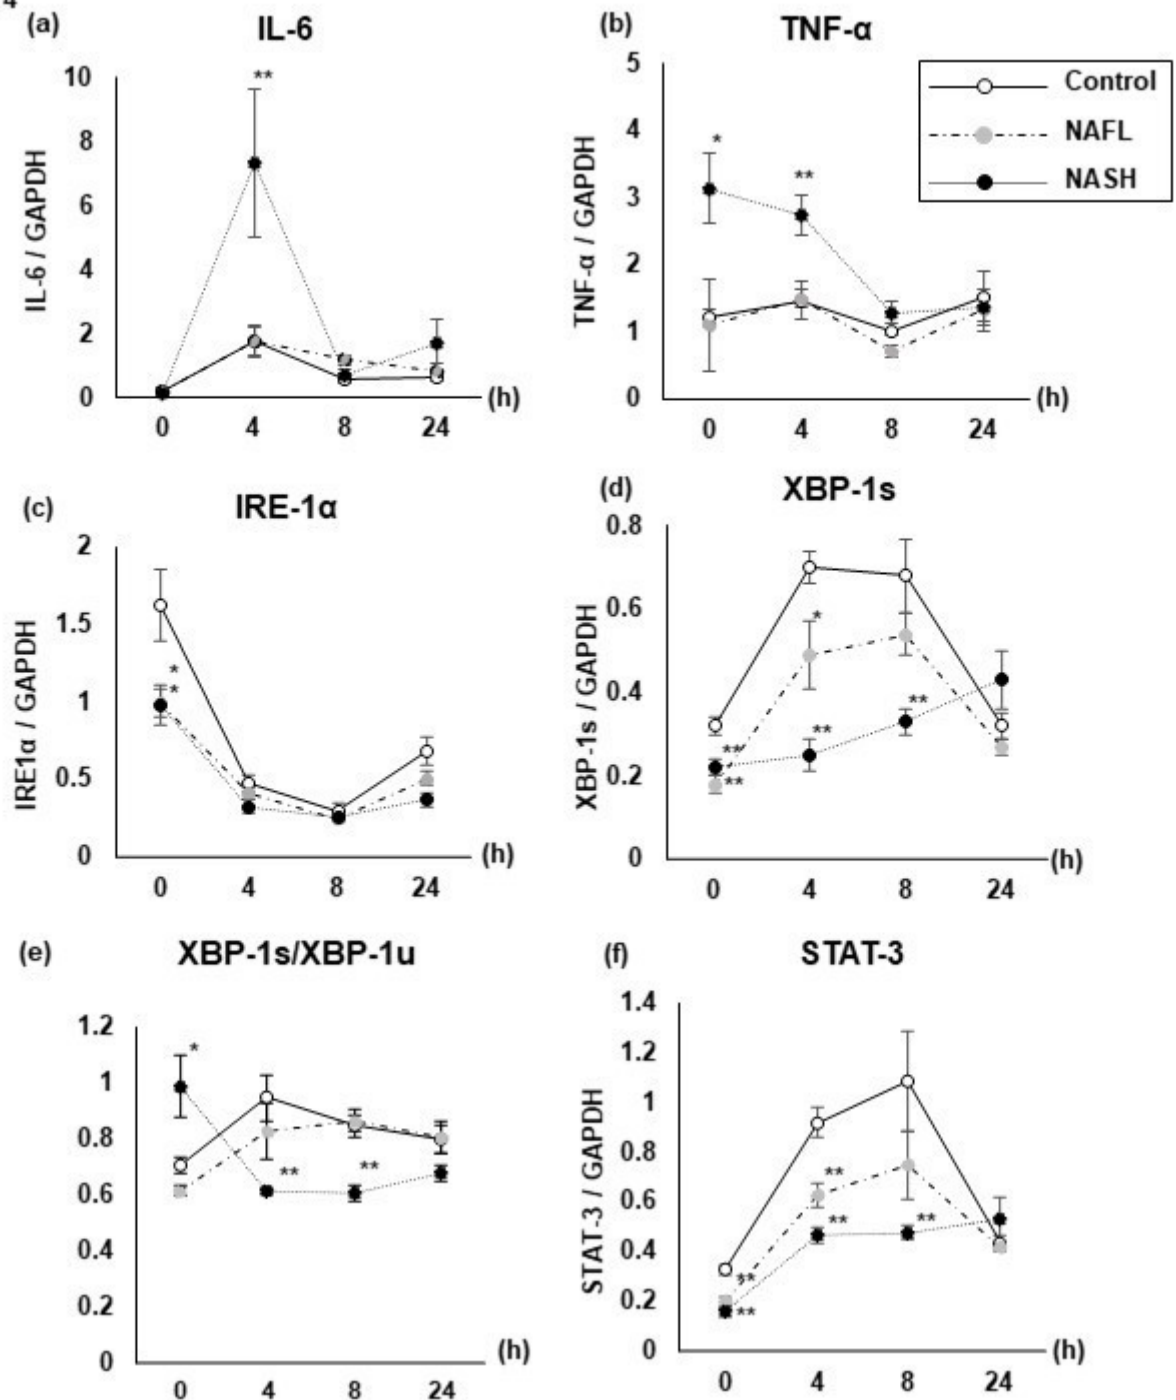 4
(a)
IL-6
IL-6 / GAPDH
10
8
6
4
2
0
**
0 4 8 24
(h)
(b)
TNF-α
TNF-α / GAPDH
5
4
3
2
1
0
*
**
0 4 8 24
(h)
Control
NAFL
NASH
(c)
IRE-1α
IRE1α / GAPDH
2
1.5
1
0.5
0
*
*
0 4 8 24
(h)
(d)
XBP-1s
XBP-1s / GAPDH
0.8
0.6
0.4
0.2
0
*
**
**
**
**
0 4 8 24
(h)
(e)
XBP-1s/XBP-1u
1.2
1
0.8
0.6
0.4
0.2
0
*
**
**
0 4 8 24
(h)
(f)
STAT-3
STAT-3 / GAPDH
1.4
1.2
1
0.8
0.6
0.4
0.2
0
**
**
**
**
**
0 4 8 24
(h)